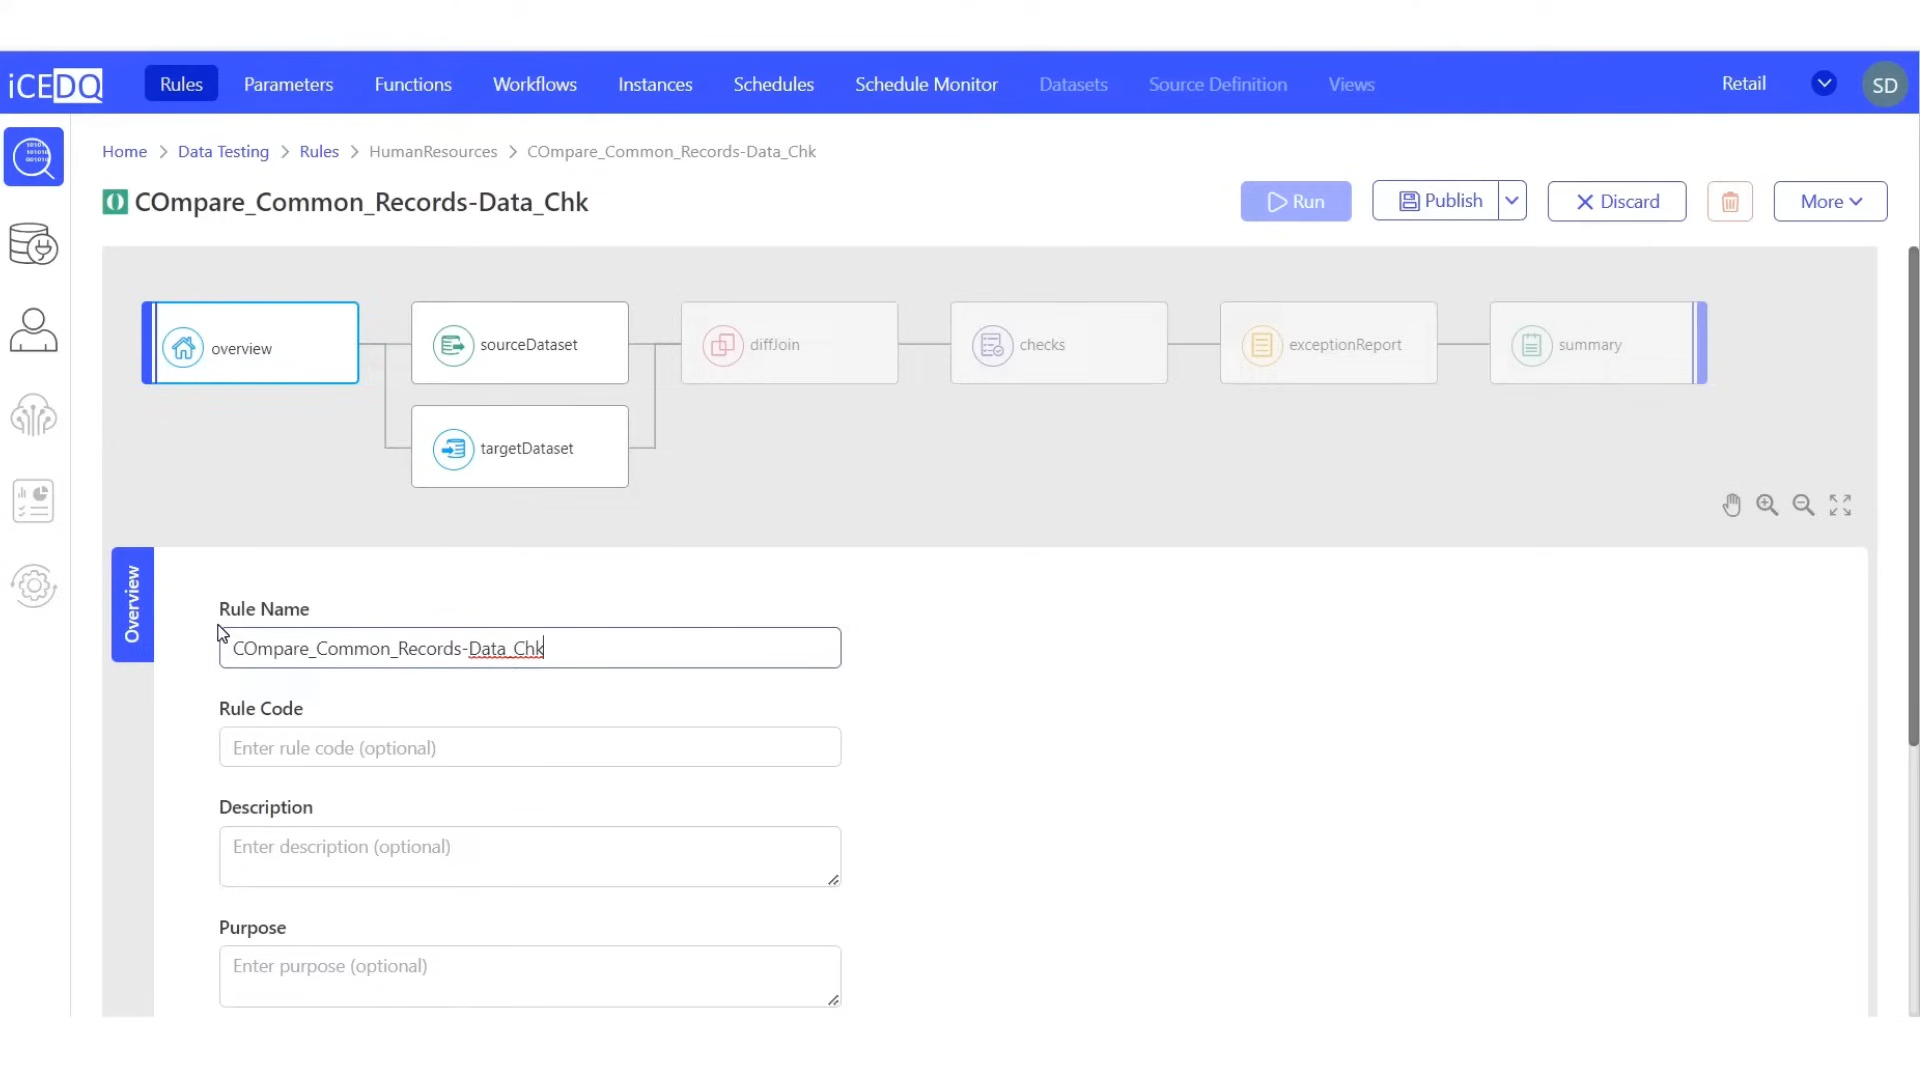 iCEDQ Rules Parameters Functions Workflows Instances Schedules Schedule Monitor Datasets Source Definition Views Retail SD
Home > Data Testing > Rules > HumanResources > COmpare_Common_Records-Data_Chk
COmpare_Common_Records-Data_Chk Run Publish Discard More
overview sourceDataset diffJoin checks exceptionReport summary
targetDataset
Overview
Rule Name
COmpare_Common_Records-Data_Chk
Rule Code
Enter rule code (optional)
Description
Enter description (optional)
Purpose
Enter purpose (optional)